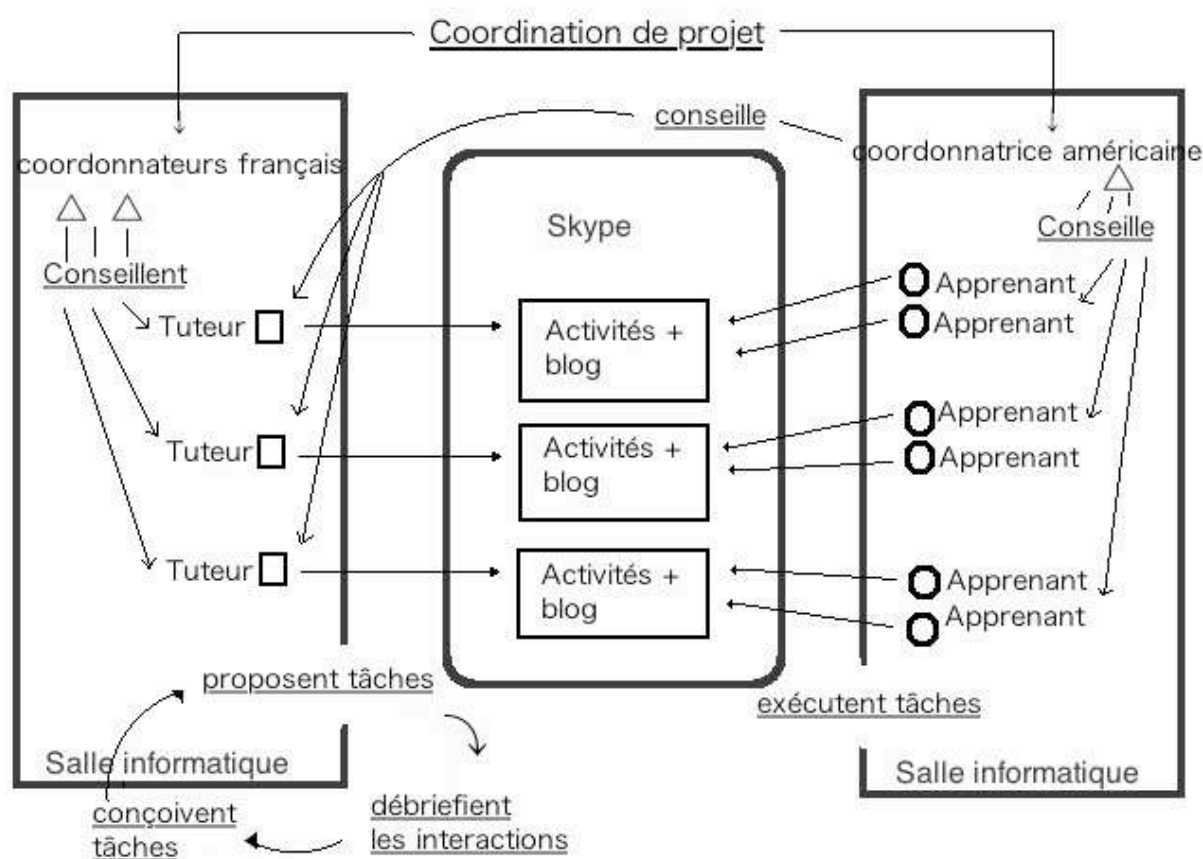 Coordination de projet
coordonnateurs français
conseille
coordonnatrice américaine
Conseillent
Conseille
Skype
Tuteur
Tuteur
Tuteur
Activités +
blog
Activités +
blog
Activités +
blog
Apprenant
Apprenant
Apprenant
Apprenant
Apprenant
Apprenant
proposent tâches
exécutent tâches
Salle informatique
Salle informatique
conçoivent
tâches
débriefient
les interactions